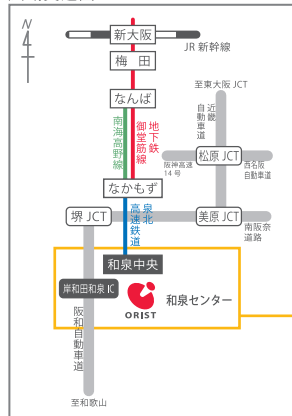 N
新大阪
JR 新幹線
梅田
至東大阪 JCT
なんば
近畿
自動車道
南海高野線
地下鉄
御堂筋線
松原 JCT
阪神高速
14 号
西名阪
自動車道
なかもず
堺 JCT
泉北
高速鉄道
美原 JCT
南阪奈
道路
和泉中央
岸和田和泉 IC
和泉センター
ORIST
阪和自動車道
至和歌山